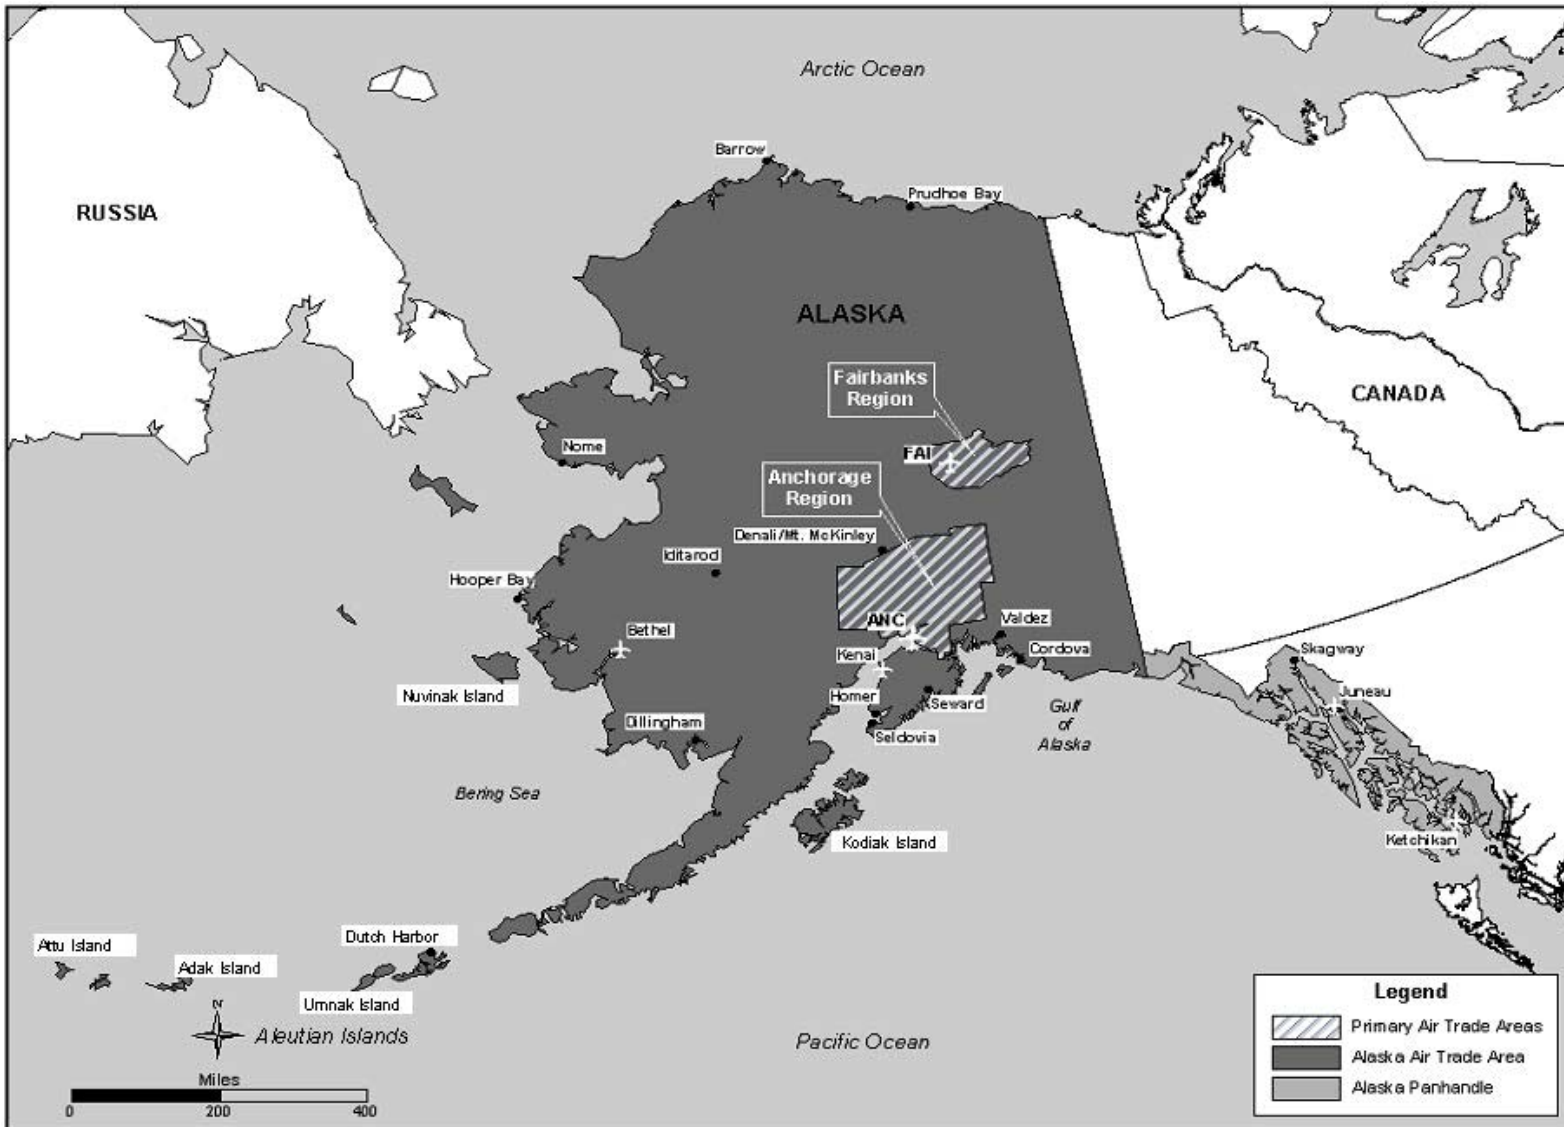 Arctic Ocean
Barrow
Prudhoe Bay
RUSSIA
ALASKA
Fairbanks
Region
CANADA
Nome
FAI
Anchorage
Region
Denali/Mt. McKinley
Iditarod
Hooper Bay
ANC
Valdez
Bethel
Kenai
Cordova
Skagway
Nuvinak Island
Homer
Seward
Juneau
Gulf
of
Alaska
Dillingham
Seldovia
Bering Sea
Kodiak Island
Ketchikan
Attu Island
Dutch Harbor
Adak Island
Umnak Island
N
Aleutian Islands
Pacific Ocean
Legend
Primary Air Trade Areas
Alaska Air Trade Area
Alaska Panhandle
Miles
0 200 400